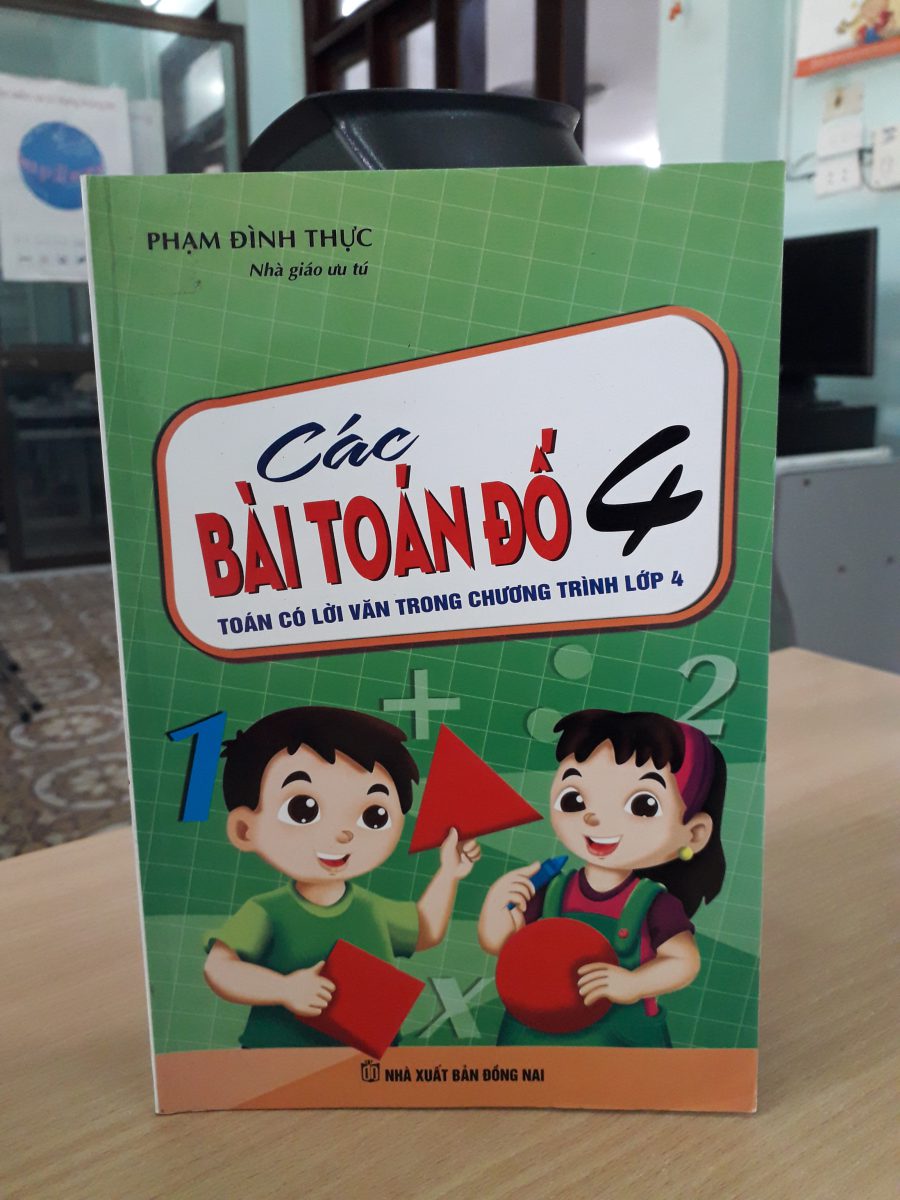 PHẠM ĐÌNH THỰC
Nhà giáo ưu tú
Các
BÀI TOÁN ĐỐ 4
TOÁN CÓ LỜI VĂN TRONG CHƯƠNG TRÌNH LỚP 4
1
2
x
NHÀ XUẤT BẢN ĐỒNG NAI